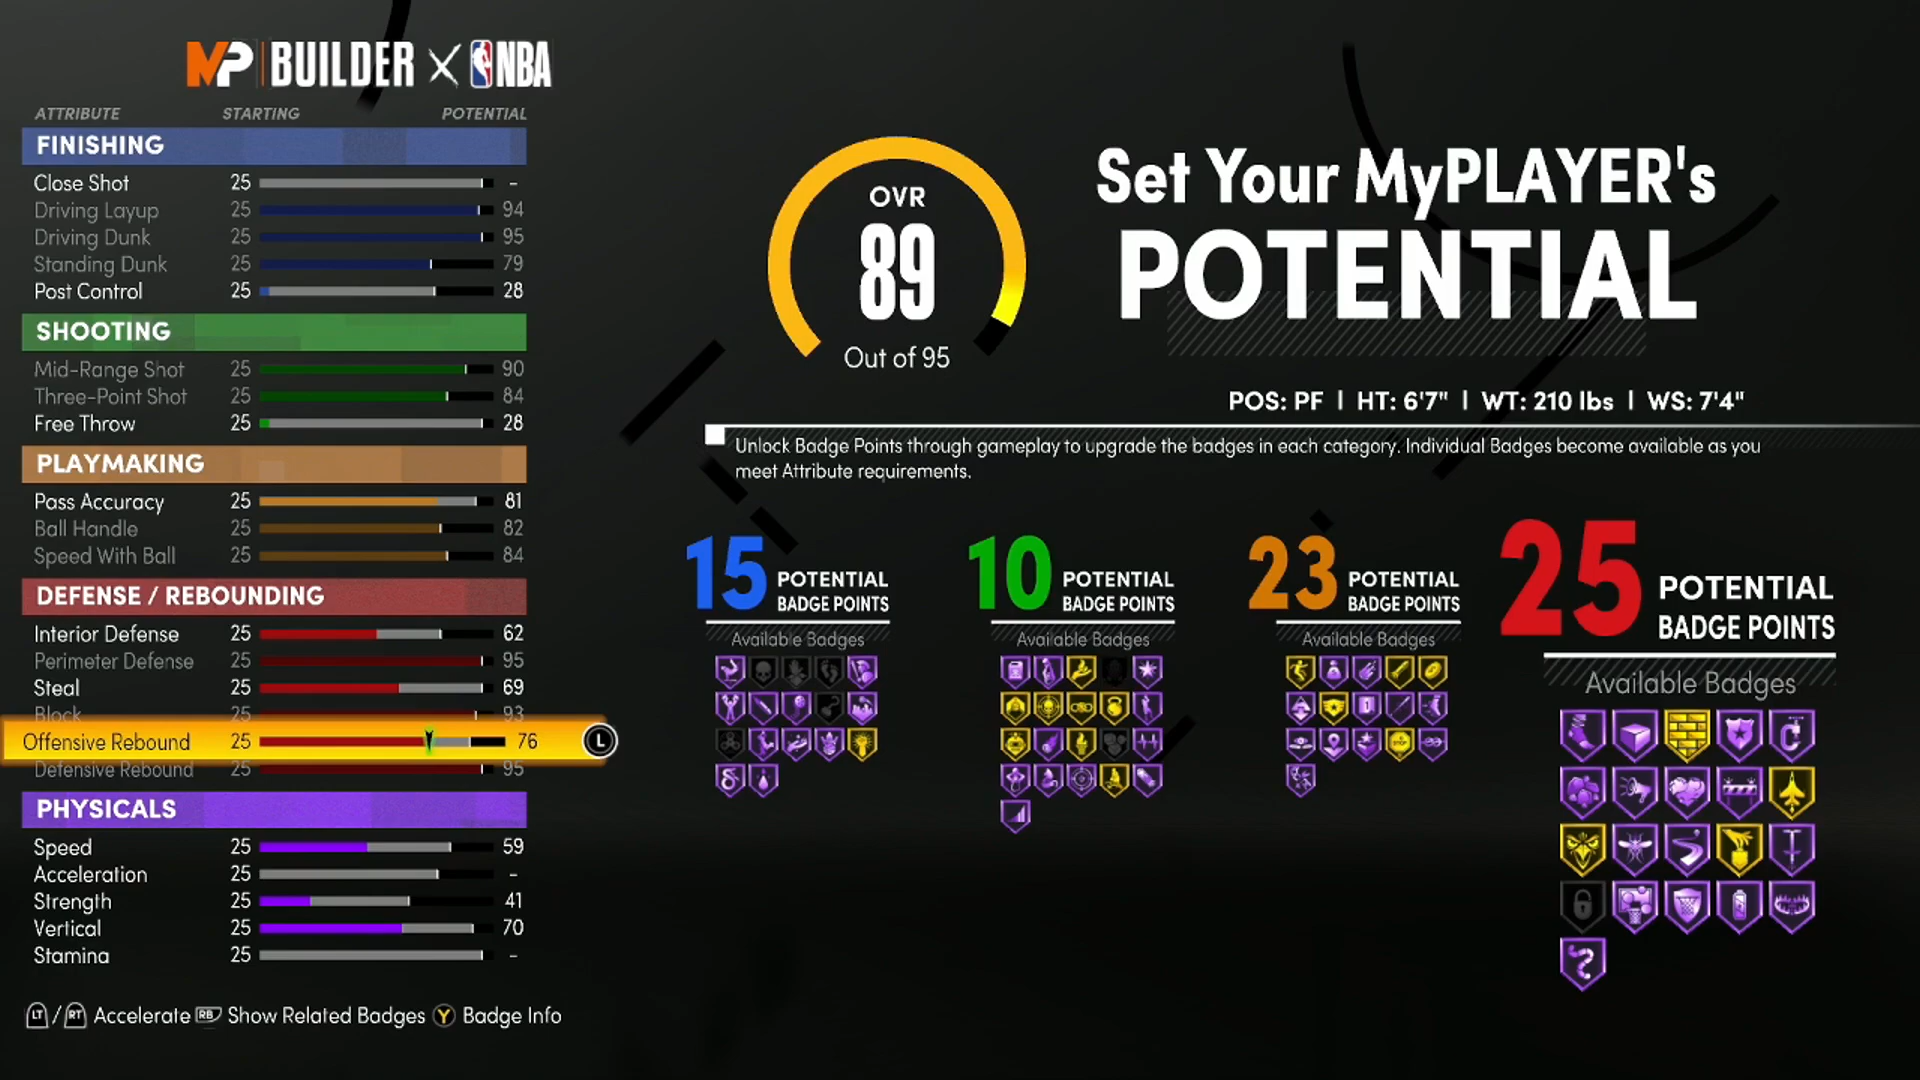 MP | BUILDER X NBA
ATTRIBUTE STARTING POTENTIAL
FINISHING
Close Shot 25 -
Driving Layup 25 94
Driving Dunk 25 95
Standing Dunk 25 79
Post Control 25 28
SHOOTING
Mid-Range Shot 25 90
Three-Point Shot 25 84
Free Throw 25 28
PLAYMAKING
Pass Accuracy 25 81
Ball Handle 25 82
Speed With Ball 25 84
DEFENSE / REBOUNDING
Interior Defense 25 62
Perimeter Defense 25 95
Steal 25 69
Block 25 93
Offensive Rebound 25 76 L
Defensive Rebound 25 95
PHYSICALS
Speed 25 59
Acceleration 25 -
Strength 25 41
Vertical 25 70
Stamina 25 -
LT / RT Accelerate RB Show Related Badges Y Badge Info
OVR
89
Out of 95
Set Your MyPLAYER's
POTENTIAL
POS: PF | HT: 6'7" | WT: 210 lbs | WS: 7'4"
Unlock Badge Points through gameplay to upgrade the badges in each category. Individual Badges become available as you
meet Attribute requirements.
15 POTENTIAL
BADGE POINTS
Available Badges
10 POTENTIAL
BADGE POINTS
Available Badges
23 POTENTIAL
BADGE POINTS
Available Badges
25 POTENTIAL
BADGE POINTS
Available Badges